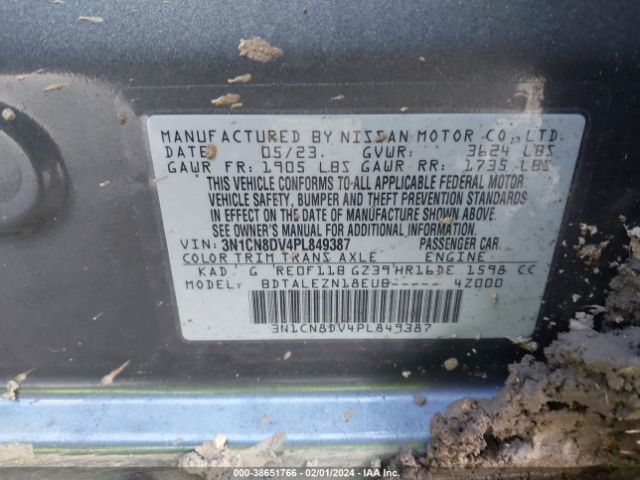 MANUFACTURED BY NISSAN MOTOR CO., LTD.
DATE 05/23. GVWR: 3624 LBS
GAWR FR: 1905 LBS GAWR RR: 1735 LBS
THIS VEHICLE CONFORMS TO ALL APPLICABLE FEDERAL MOTOR
VEHICLE SAFETY, BUMPER AND THEFT PREVENTION STANDARDS
IN EFFECT ON THE DATE OF MANUFACTURE SHOWN ABOVE.
SEE OWNER'S MANUAL FOR ADDITIONAL INFORMATION.
VIN: 3N1CN8DV4PL849387 PASSENGER CAR.
COLOR TRIM TRANS AXLE ENGINE
KAD G RE0F11B GZ39 HR16DE 1598 CC
MODEL: BDTALEZN18EUB----- 4Z000
3N1CN8DV4PL849387
000-38651766 - 02/01/2024 - IAAI.COM